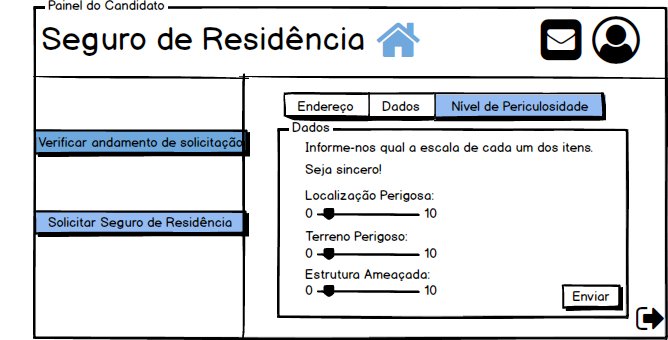 Painel do Candidato
Seguro de Residência
Endereço Dados Nível de Periculosidade
Dados
Verificar andamento de solicitação
Informe-nos qual a escala de cada um dos itens.
Seja sincero!
Localização Perigosa:
Solicitar Seguro de Residência
0 10
Terreno Perigoso:
0 10
Estrutura Ameaçada:
0 10
Enviar